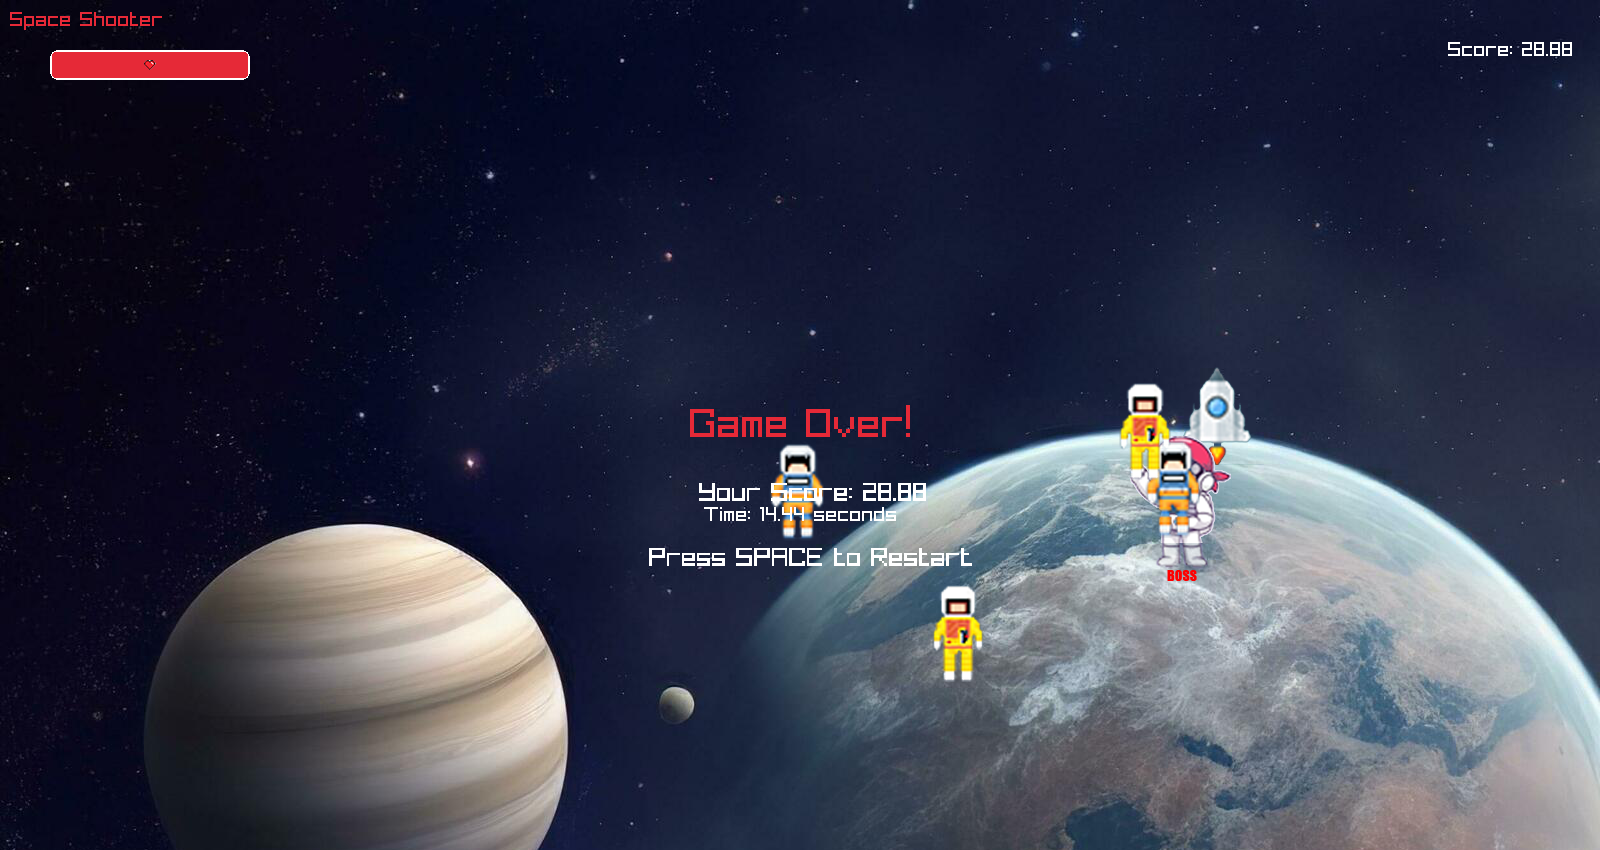 Space Shooter
Score: 28.88
Game Over!
Your Score: 28.88
Time: 14.44 seconds
Press SPACE to Restart
BOSS